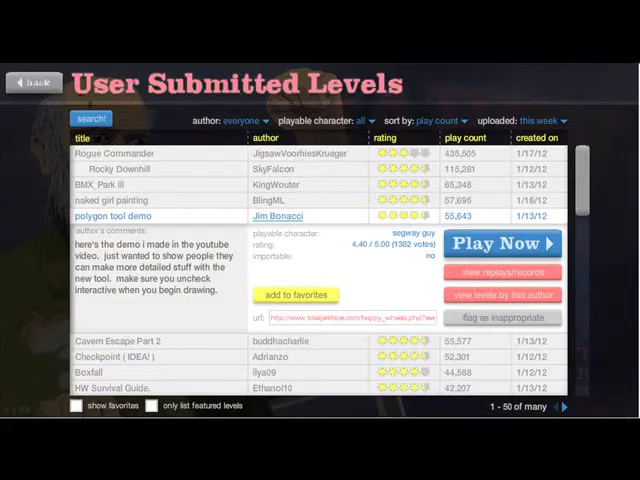 back
User Submitted Levels
search!
author: everyone playable character: all sort by: play count uploaded: this week
title author rating play count created on
Rogue Commander JigsawVoorhiesKrueger 435,505 1/17/12
Rocky Downhill SkyFalcon 115,281 1/12/12
BMX_Park III KingWouter 65,348 1/13/12
naked girl painting BlingML 57,695 1/16/12
polygon tool demo Jim Bonacci 55,643 1/13/12
author's comments:
here's the demo i made in the youtube
video. just wanted to show people they
can make more detailed stuff with the
new tool. make sure you uncheck
interactive when you begin drawing.
playable character: segway guy
rating: 4.40 / 5.00 (1382 votes)
importable: no
add to favorites
url: http://www.totaljerkface.com/happy_wheels.php?lev
Play Now
view replays/records
view levels by this author
flag as inappropriate
Cavern Escape Part 2 buddhacharlie 55,577 1/13/12
Checkpoint ( IDEA! ) Adrianzo 52,301 1/13/12
Boxfall Ilya09 44,588 1/12/12
HW Survival Guide. Ethanol10 42,207 1/13/12
show favorites only list featured levels 1 - 50 of many